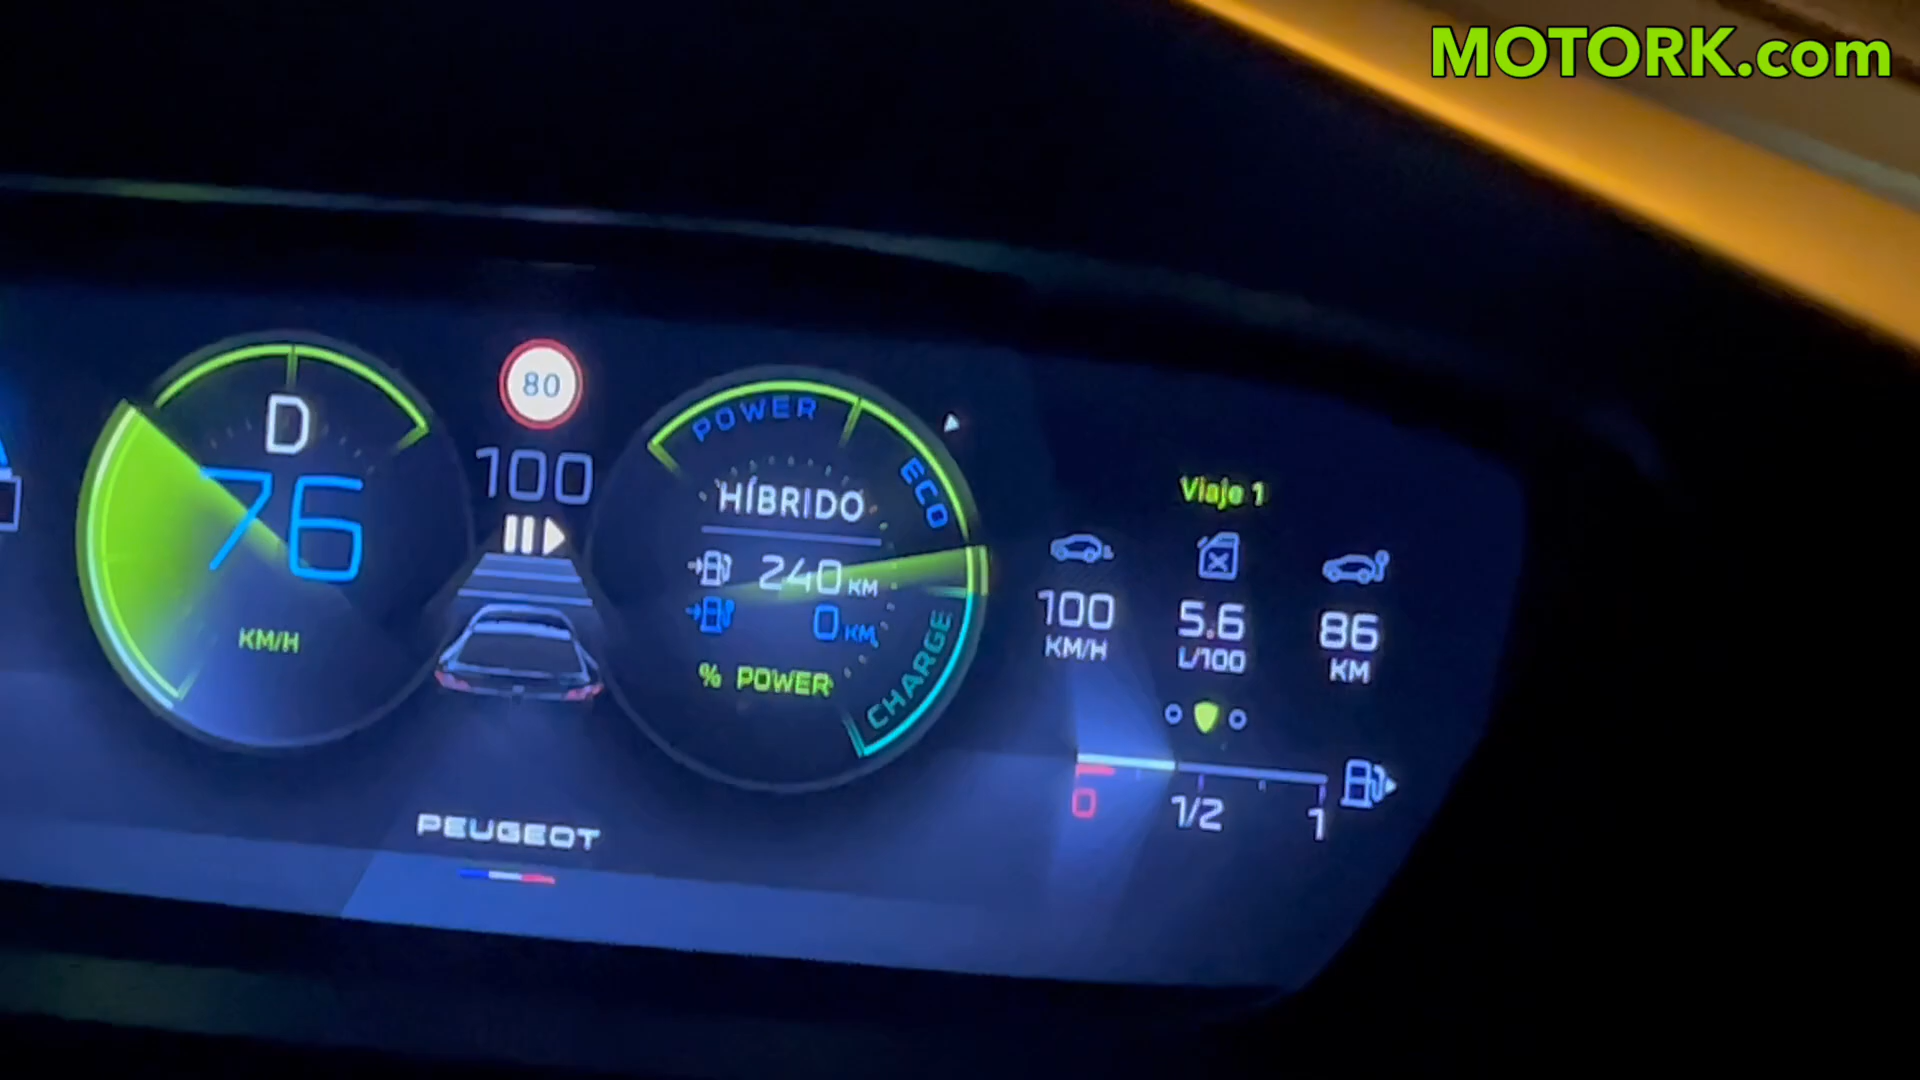 MOTORK.com
D
76
KM/H
80
100
POWER
ECO
CHARGE
HÍBRIDO
240 KM
0 KM
% POWER
Viaje 1
100
KM/H
5.6
L/100
86
KM
0 1/2 1
PEUGEOT